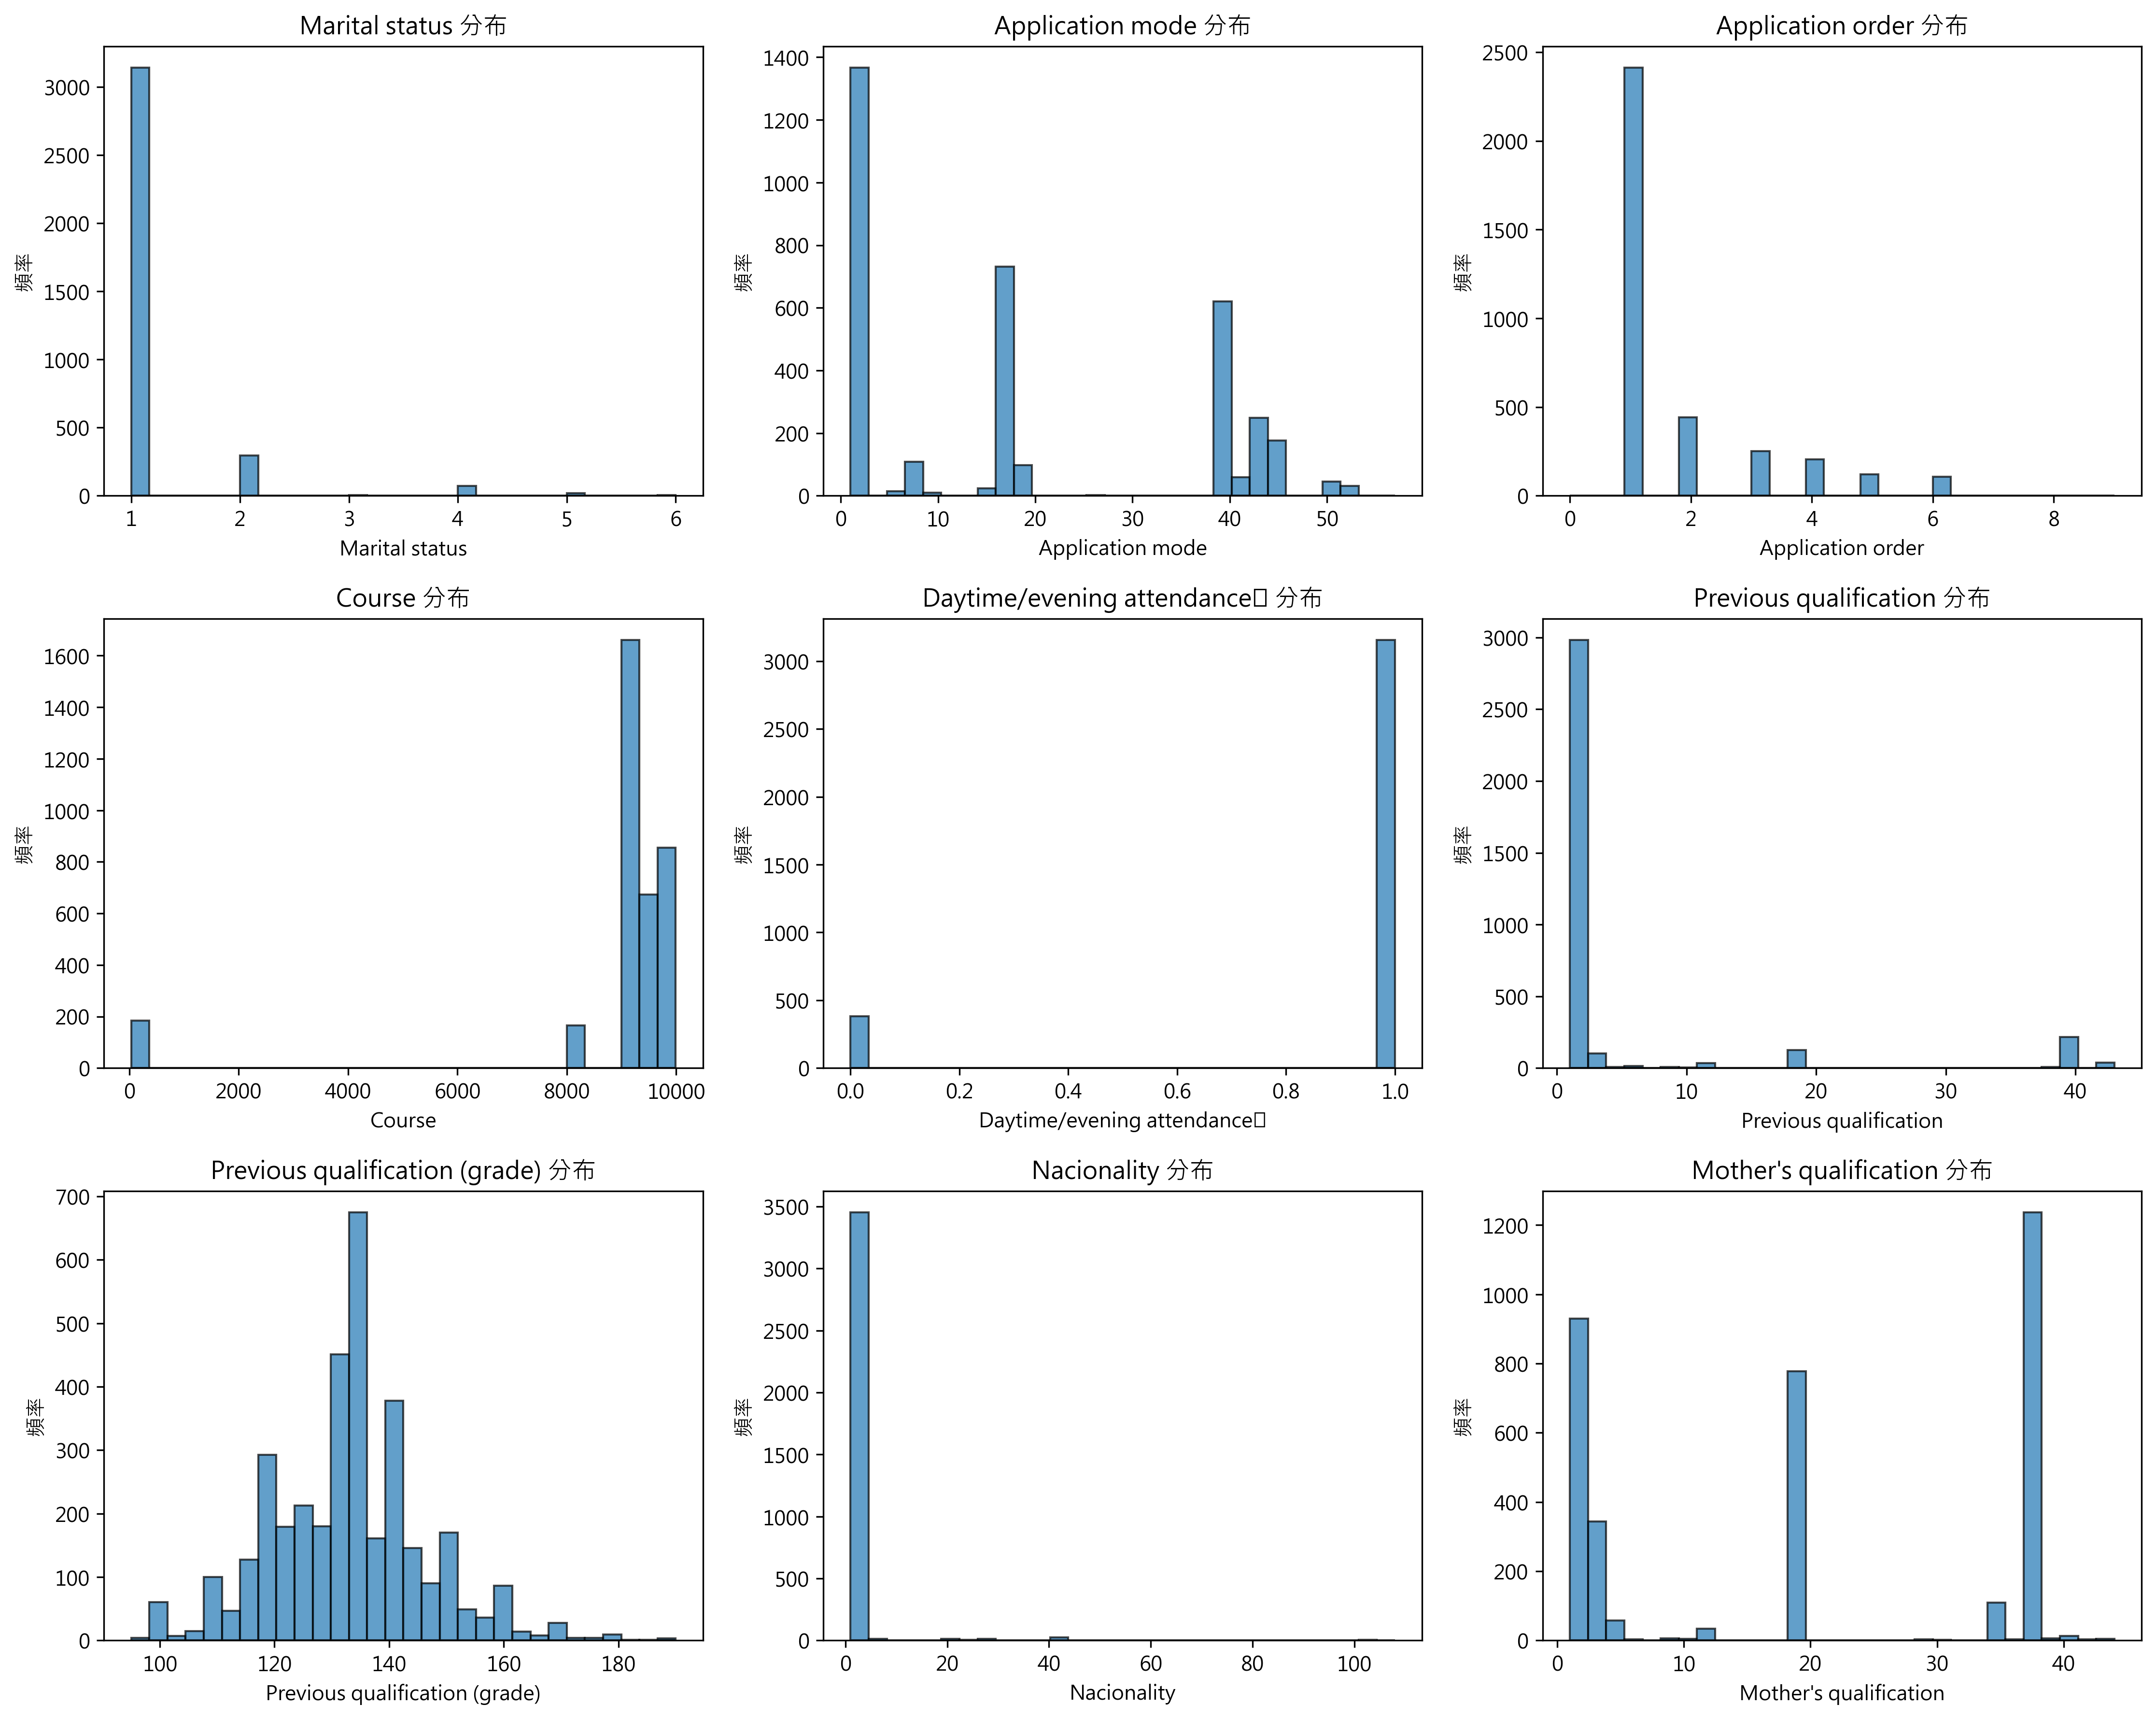 Marital status 分布
3000
2500
2000
1500
1000
500
0
頻率
1 2 3 4 5 6
Marital status
Application mode 分布
1400
1200
1000
800
600
400
200
0
頻率
0 10 20 30 40 50
Application mode
Application order 分布
2500
2000
1500
1000
500
0
頻率
0 2 4 6 8
Application order
Course 分布
1600
1400
1200
1000
800
600
400
200
0
頻率
0 2000 4000 6000 8000 10000
Course
Daytime/evening attendance□ 分布
3000
2500
2000
1500
1000
500
0
頻率
0.0 0.2 0.4 0.6 0.8 1.0
Daytime/evening attendance□
Previous qualification 分布
3000
2500
2000
1500
1000
500
0
頻率
0 10 20 30 40
Previous qualification
Previous qualification (grade) 分布
700
600
500
400
300
200
100
0
頻率
100 120 140 160 180
Previous qualification (grade)
Nacionality 分布
3500
3000
2500
2000
1500
1000
500
0
頻率
0 20 40 60 80 100
Nacionality
Mother's qualification 分布
1200
1000
800
600
400
200
0
頻率
0 10 20 30 40
Mother's qualification